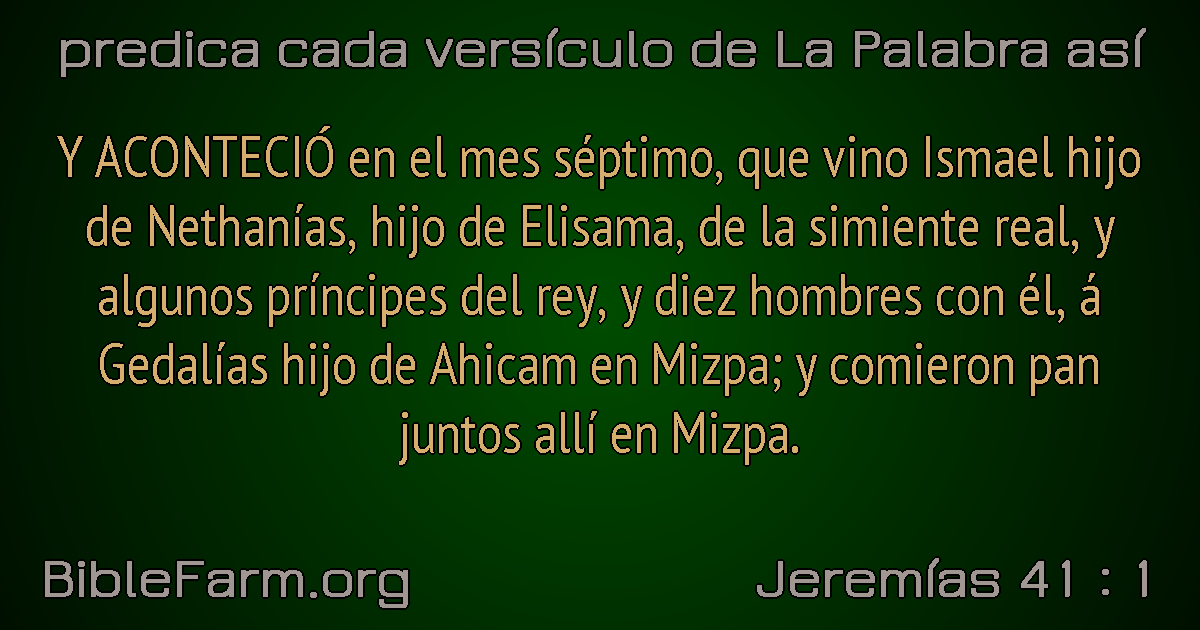 predica cada versículo de La Palabra así
Y ACONTECIÓ en el mes séptimo, que vino Ismael hijo
de Nethanías, hijo de Elisama, de la simiente real, y
algunos príncipes del rey, y diez hombres con él, á
Gedalías hijo de Ahicam en Mizpa; y comieron pan
juntos allí en Mizpa.
BibleFarm.org
Jeremías 41 : 1